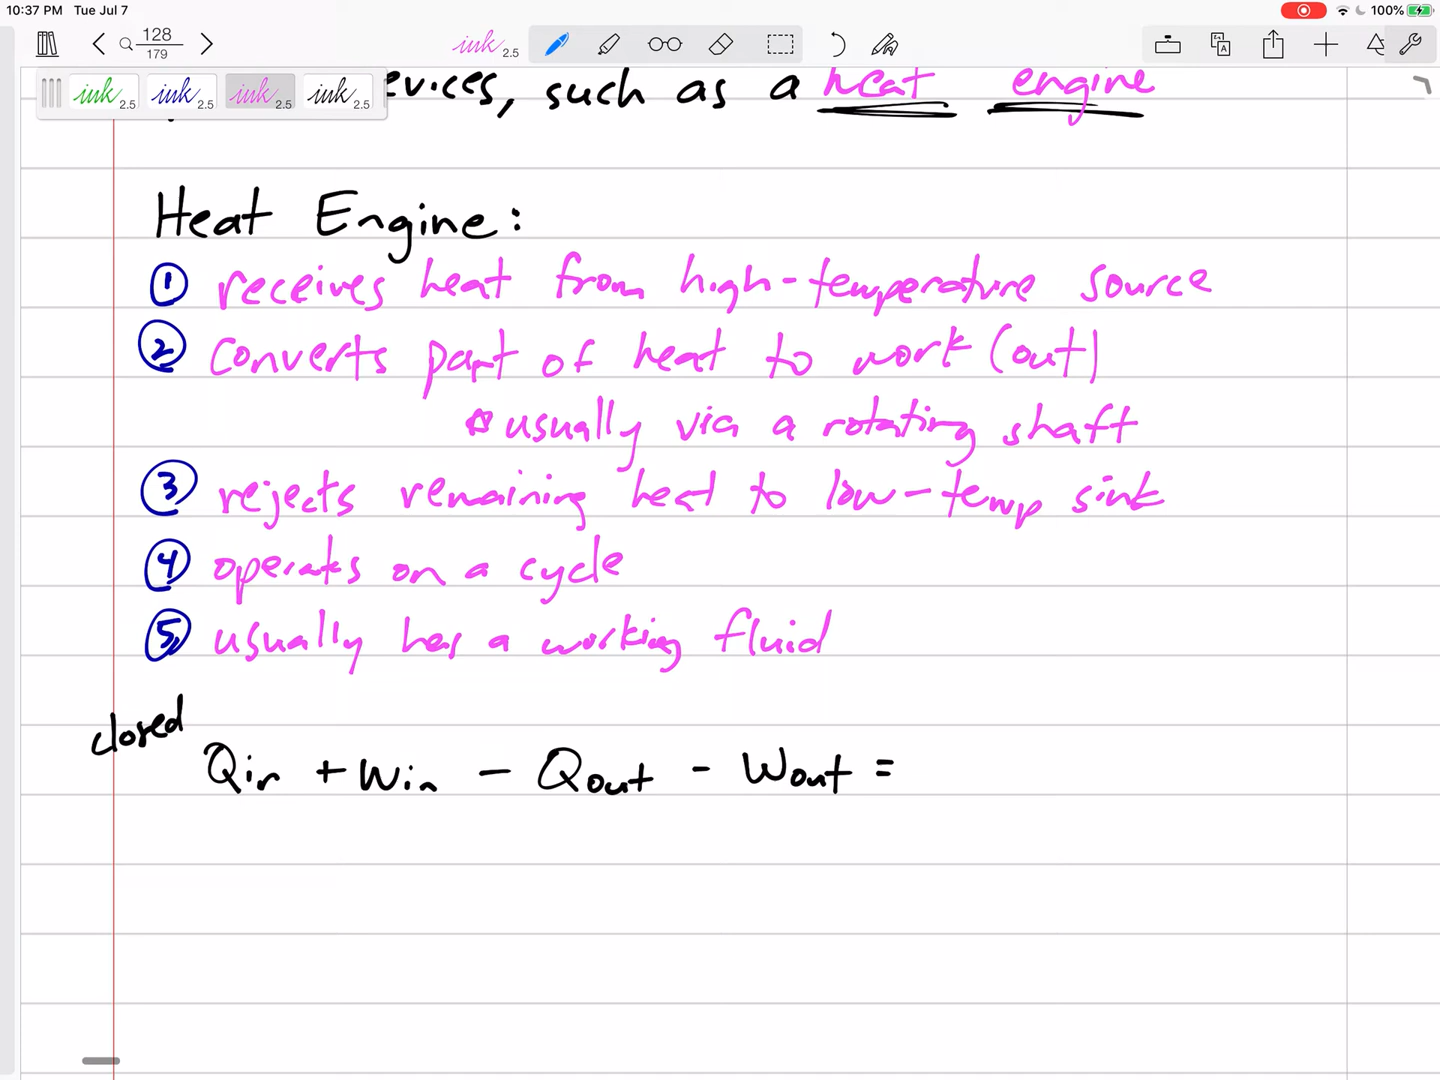 10:37 PM Tue Jul 7
100%
128
179
ink 2.5
ink 2.5 ink 2.5 ink 2.5 ink 2.5
evices, such as a heat engine
Heat Engine:
① receives heat from high-temperature source
② converts part of heat to work (out)
* usually via a rotating shaft
③ rejects remaining heat to low-temp sink
④ operates on a cycle
⑤ usually has a working fluid
closed
Qin + Win - Qout - Wout =